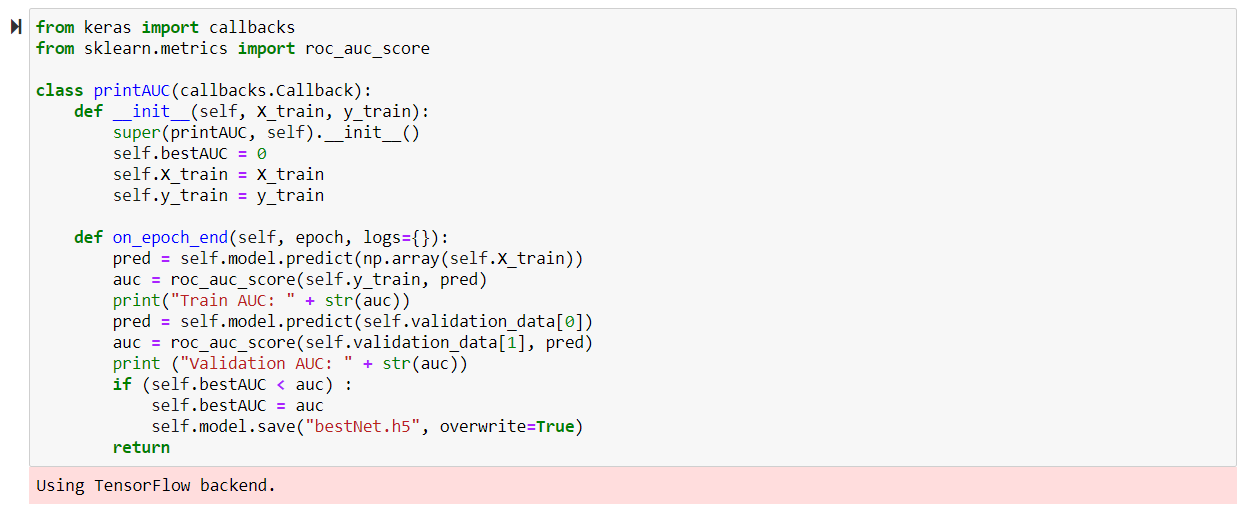 from keras import callbacks
from sklearn.metrics import roc_auc_score

class printAUC(callbacks.Callback):
    def __init__(self, X_train, y_train):
        super(printAUC, self).__init__()
        self.bestAUC = 0
        self.X_train = X_train
        self.y_train = y_train

    def on_epoch_end(self, epoch, logs={}):
        pred = self.model.predict(np.array(self.X_train))
        auc = roc_auc_score(self.y_train, pred)
        print("Train AUC: " + str(auc))
        pred = self.model.predict(self.validation_data[0])
        auc = roc_auc_score(self.validation_data[1], pred)
        print ("Validation AUC: " + str(auc))
        if (self.bestAUC < auc) :
            self.bestAUC = auc
            self.model.save("bestNet.h5", overwrite=True)
        return
Using TensorFlow backend.